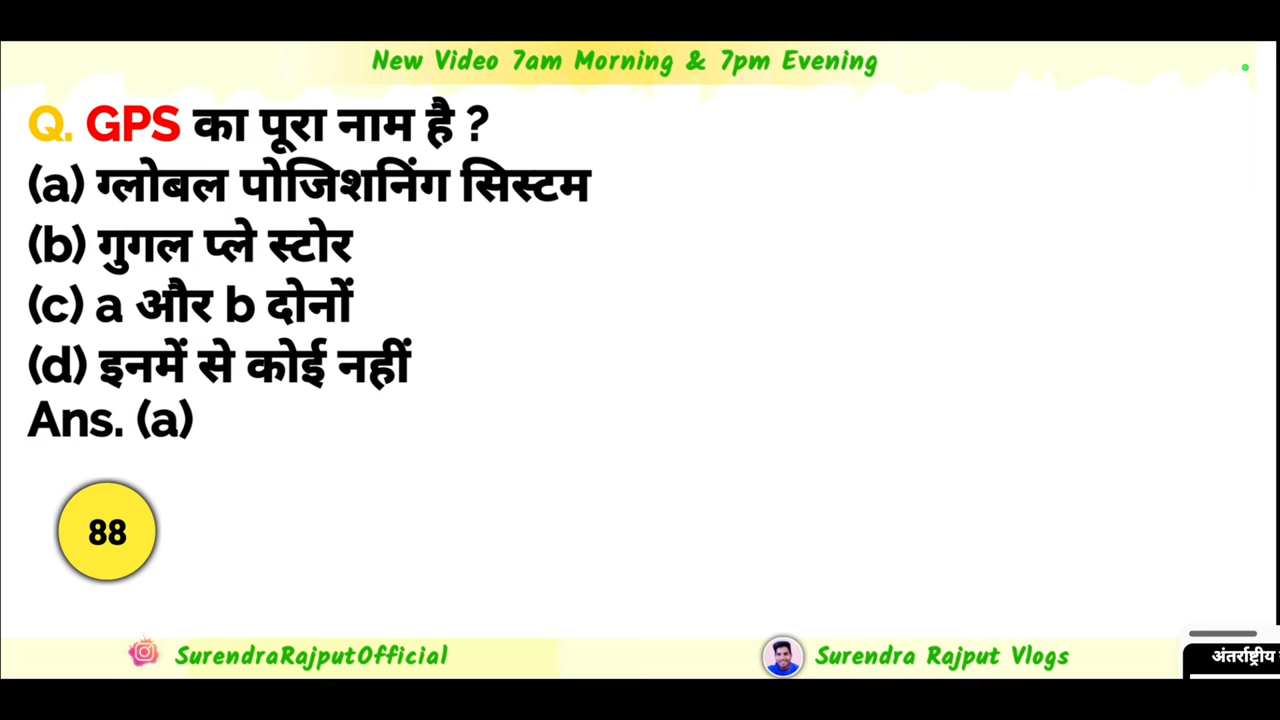 New Video 7am Morning & 7pm Evening
Q. GPS का पूरा नाम है ?
(a) ग्लोबल पोजिशनिंग सिस्टम
(b) गुगल प्ले स्टोर
(c) a और b दोनों
(d) इनमें से कोई नहीं
Ans. (a)
88
SurendraRajputOfficial
Surendra Rajput Vlogs
अंतर्राष्ट्रीय